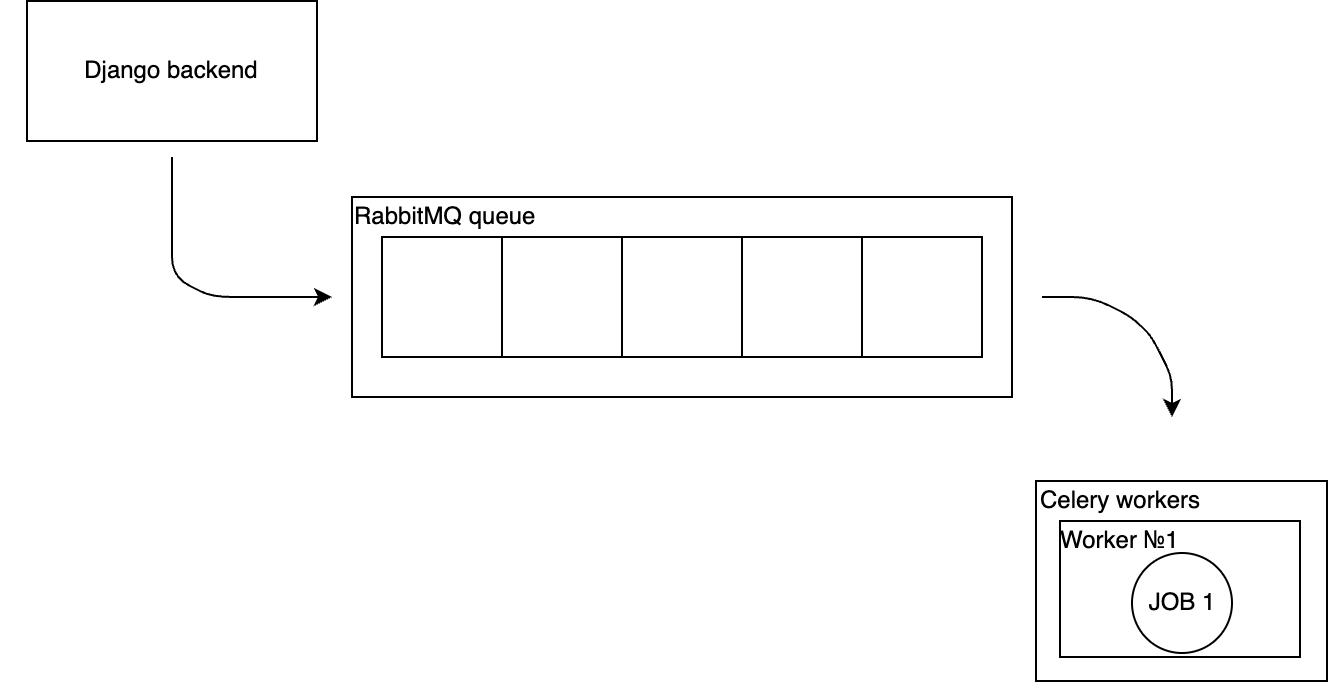 Django backend
RabbitMQ queue
Celery workers
Worker №1
JOB 1